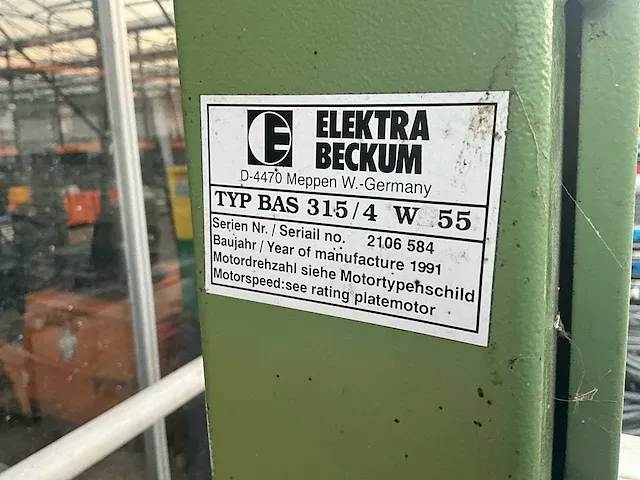 E ELEKTRA
BECKUM
D-4470 Meppen W.-Germany
TYP BAS 315/4 W 55
Serien Nr. / Seriail no. 2106 584
Baujahr / Year of manufacture 1991
Motordrehzahl siehe Motortypenschild
Motorspeed:see rating platemotor